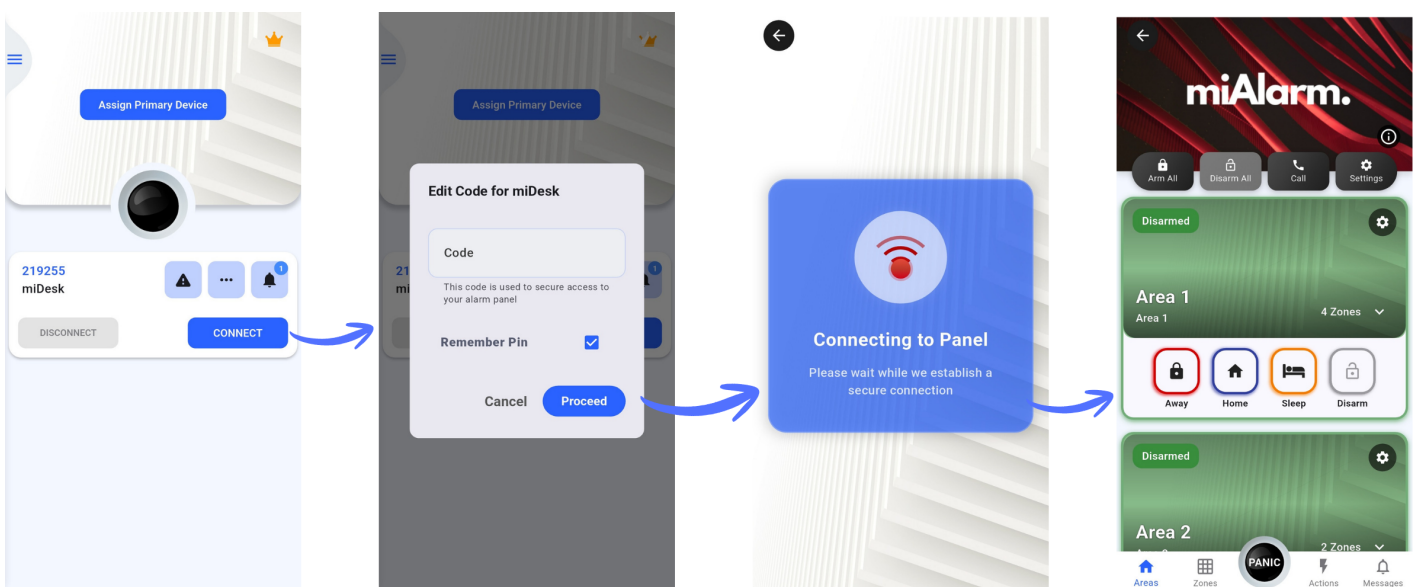 Assign Primary Device
219255
miDesk
1
DISCONNECT
CONNECT
Assign Primary Device
Edit Code for miDesk
Code
This code is used to secure access to
your alarm panel
Remember Pin
Cancel
Proceed
21
mi
1
Connecting to Panel
Please wait while we establish a
secure connection
miAlarm.
Arm All
Disarm All
Call
Settings
Disarmed
Area 1
Area 1
4 Zones
Away
Home
Sleep
Disarm
Disarmed
Area 2
2 Zones
PANIC
Areas
Zones
Actions
Messages